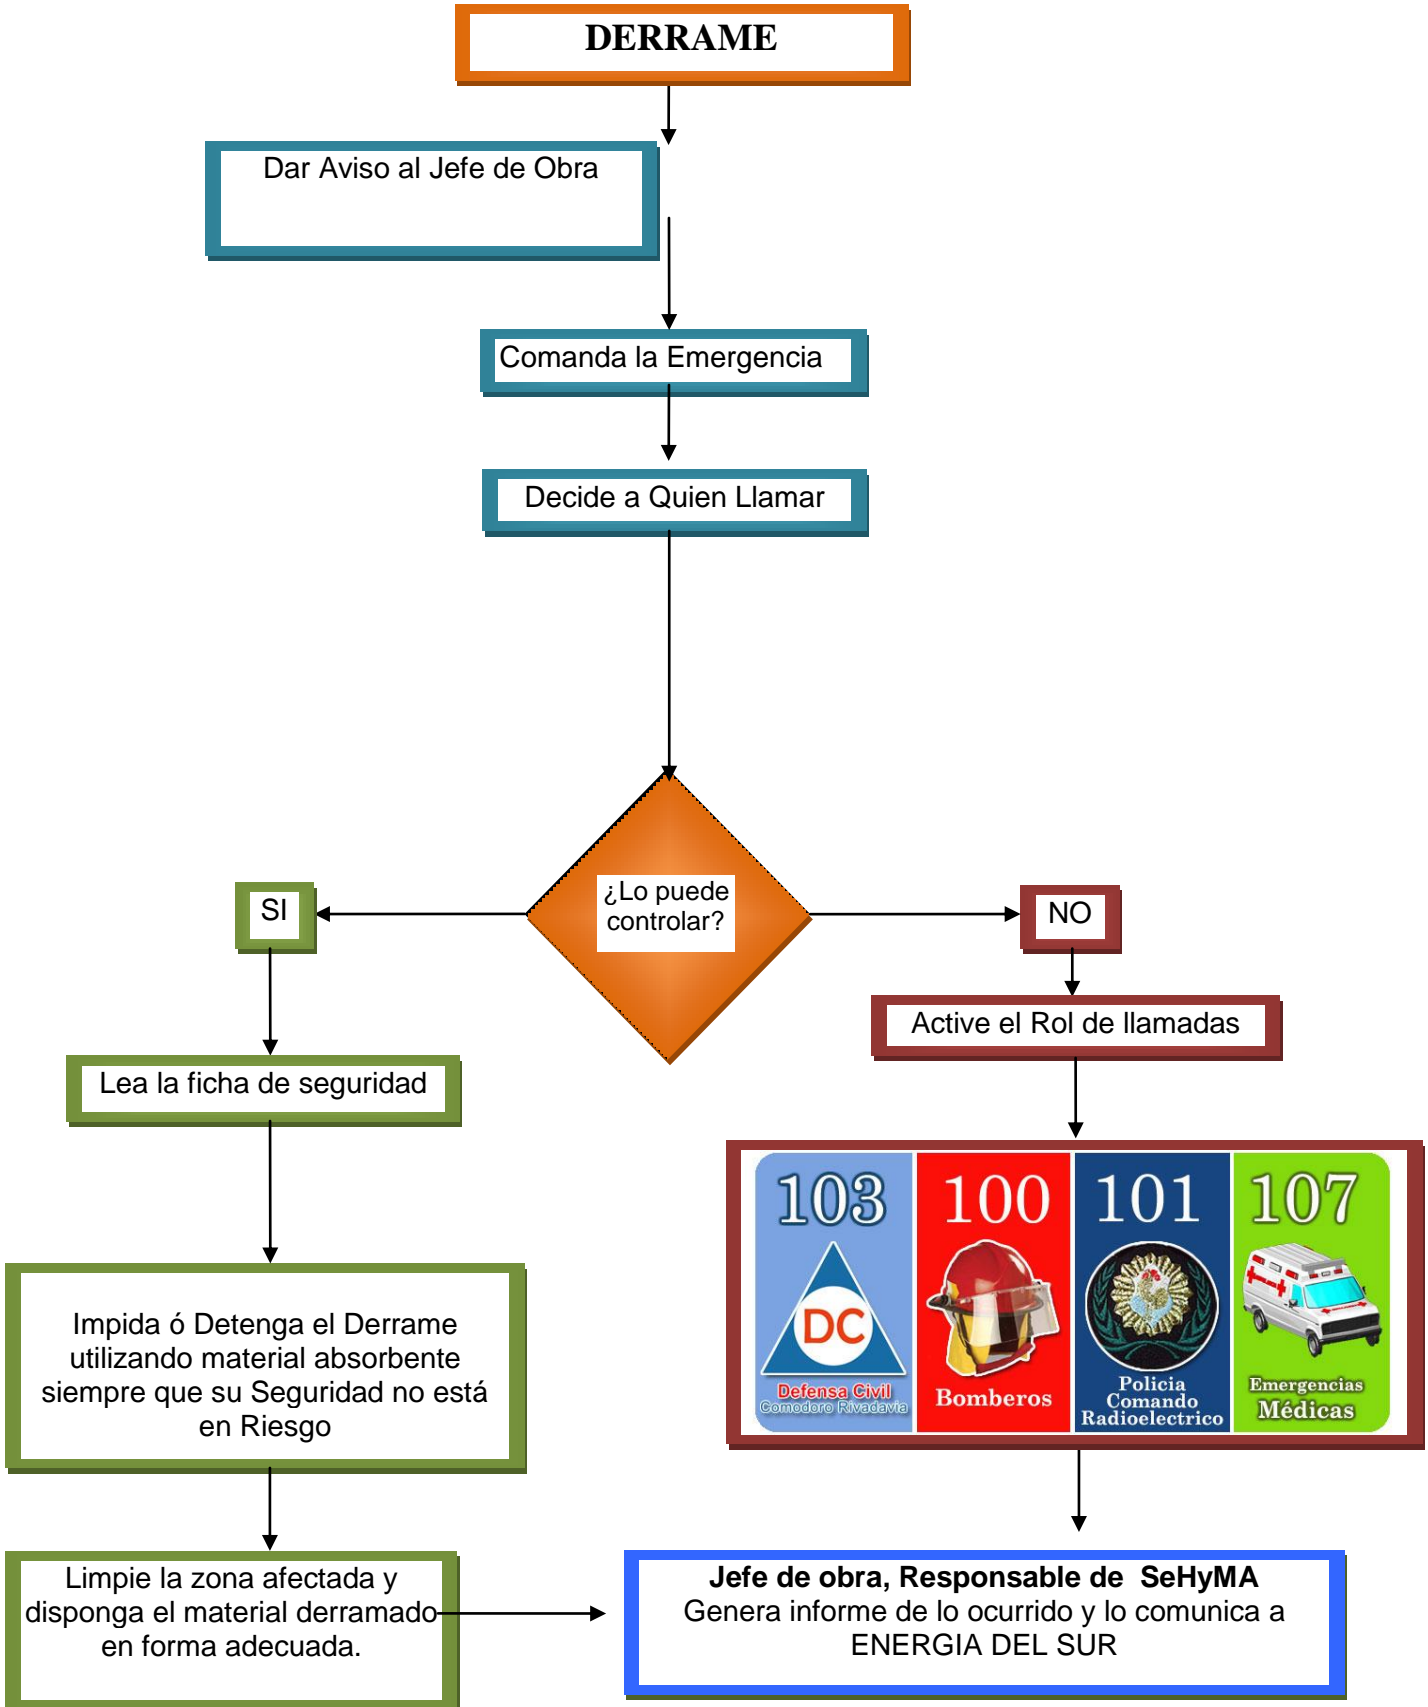 DERRAME
Dar Aviso al Jefe de Obra
Comanda la Emergencia
Decide a Quien Llamar
¿Lo puede
controlar?
SI
NO
Active el Rol de llamadas
Lea la ficha de seguridad
103
DC
Defensa Civil
Comodoro Rivadavia
100
Bomberos
101
Policia
Comando
Radioelectrico
107
Emergencias
Médicas
Impida ó Detenga el Derrame
utilizando material absorbente
siempre que su Seguridad no está
en Riesgo
Limpie la zona afectada y
disponga el material derramado
en forma adecuada.
Jefe de obra, Responsable de SeHyMA
Genera informe de lo ocurrido y lo comunica a
ENERGIA DEL SUR